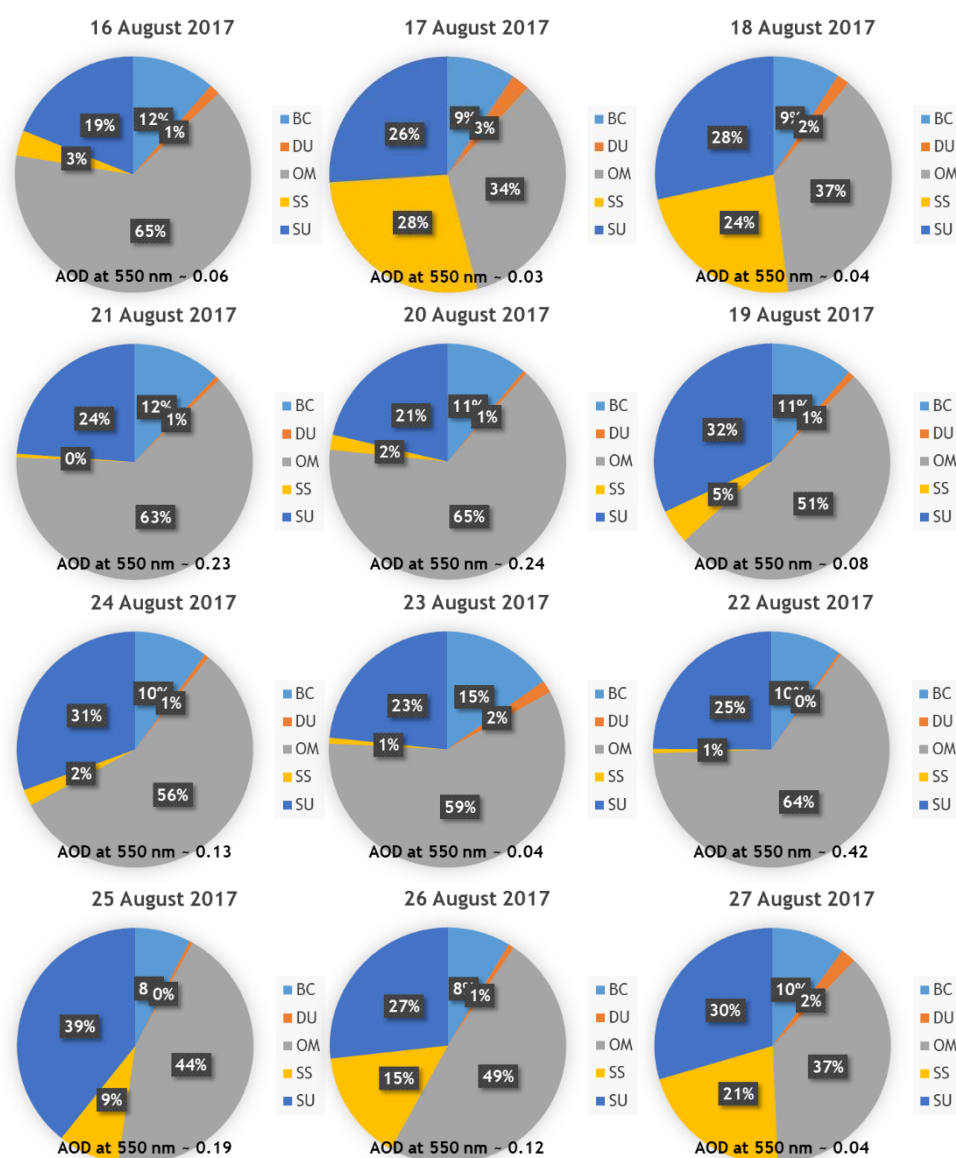 16 August 2017
19%
12%
1%
3%
65%
BC
DU
OM
SS
SU
AOD at 550 nm ~ 0.06
17 August 2017
26%
9%
3%
34%
28%
BC
DU
OM
SS
SU
AOD at 550 nm ~ 0.03
18 August 2017
28%
9%
2%
37%
24%
BC
DU
OM
SS
SU
AOD at 550 nm ~ 0.04
21 August 2017
24%
12%
1%
0%
63%
BC
DU
OM
SS
SU
AOD at 550 nm ~ 0.23
20 August 2017
21%
11%
1%
2%
65%
BC
DU
OM
SS
SU
AOD at 550 nm ~ 0.24
19 August 2017
32%
11%
1%
5%
51%
BC
DU
OM
SS
SU
AOD at 550 nm ~ 0.08
24 August 2017
31%
10%
1%
2%
56%
BC
DU
OM
SS
SU
AOD at 550 nm ~ 0.13
23 August 2017
23%
15%
2%
1%
59%
BC
DU
OM
SS
SU
AOD at 550 nm ~ 0.04
22 August 2017
25%
10%
0%
1%
64%
BC
DU
OM
SS
SU
AOD at 550 nm ~ 0.42
25 August 2017
39%
8
0%
44%
9%
BC
DU
OM
SS
SU
AOD at 550 nm ~ 0.19
26 August 2017
27%
8%
1%
15%
49%
BC
DU
OM
SS
SU
AOD at 550 nm ~ 0.12
27 August 2017
30%
10%
2%
37%
21%
BC
DU
OM
SS
SU
AOD at 550 nm ~ 0.04